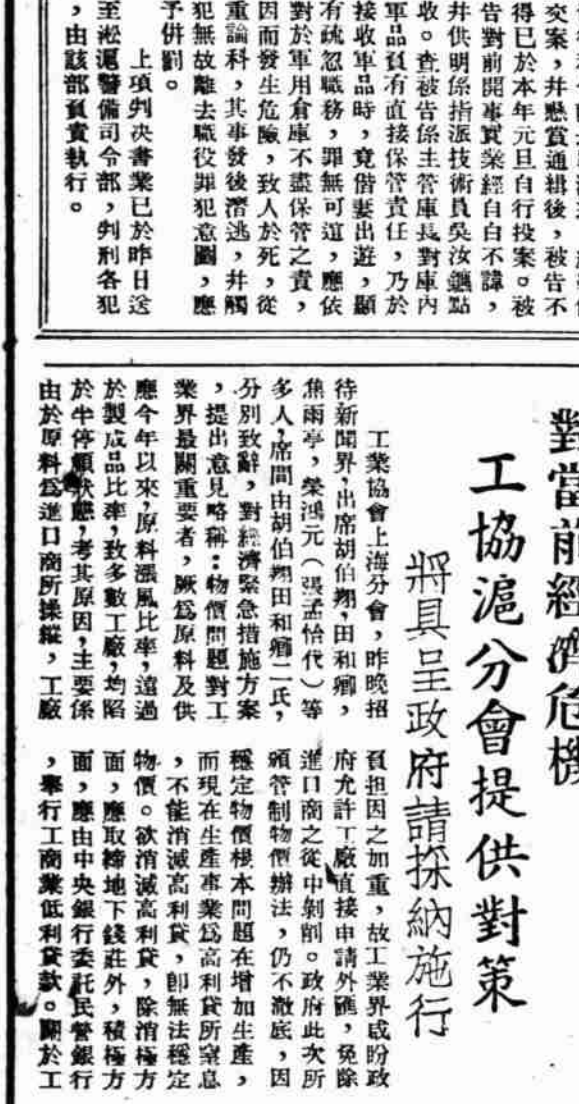 交案，并懸賞通緝後，被告不
得已於本年元旦自行投案。被
告對前開事實業經自白不諱，
并供明係指派技術員吳汝鑣點
收。查被告係主管庫長對庫內
軍品負有直接保管責任，乃於
接收軍品時，竟偕妻出遊，顯
有疏忽職務，罪無可逭，應依
對於軍用倉庫不盡保管之責，
因而發生危險，致人於死，從
重論科，其事發後潛逃，并觸
犯無故離去職役罪犯意圖，應
予併罰。
上項判决書業已於昨日送
至淞滬警備司令部，判刑各犯
，由該部負責執行。
對當前經濟危機
工協滬分會提供對策
將具呈政府請採納施行
工業協會上海分會，昨晚招
待新聞界，出席胡伯翔，田和卿，
焦雨亭，榮鴻元（張孟怡代）等
多人，席間由胡伯翔田和卿二氏，
分別致辭，對經濟緊急措施方案
，提出意見略稱：物價問題對工
業界最關重要者，厥爲原料及供
應今年以來，原料漲風比率，遠過
於製成品比率，致多數工廠，均陷
於半停頓狀態，考其原因，主要係
由於原料爲進口商所操縱，工廠
負担因之加重，故工業界咸盼政
府允許工廠直接申請外匯，免除
進口商之從中剝削。政府此次所
頒管制物價辦法，仍不澈底，因
穩定物價根本問題在增加生產，
而現在生產事業爲高利貸所窒息
，不能消滅高利貸，卽無法穩定
物價。欲消滅高利貸，除消極方
面，應取締地下錢莊外，積極方
面，應由中央銀行委託民營銀行
，舉行工商業低利貸款。關於工